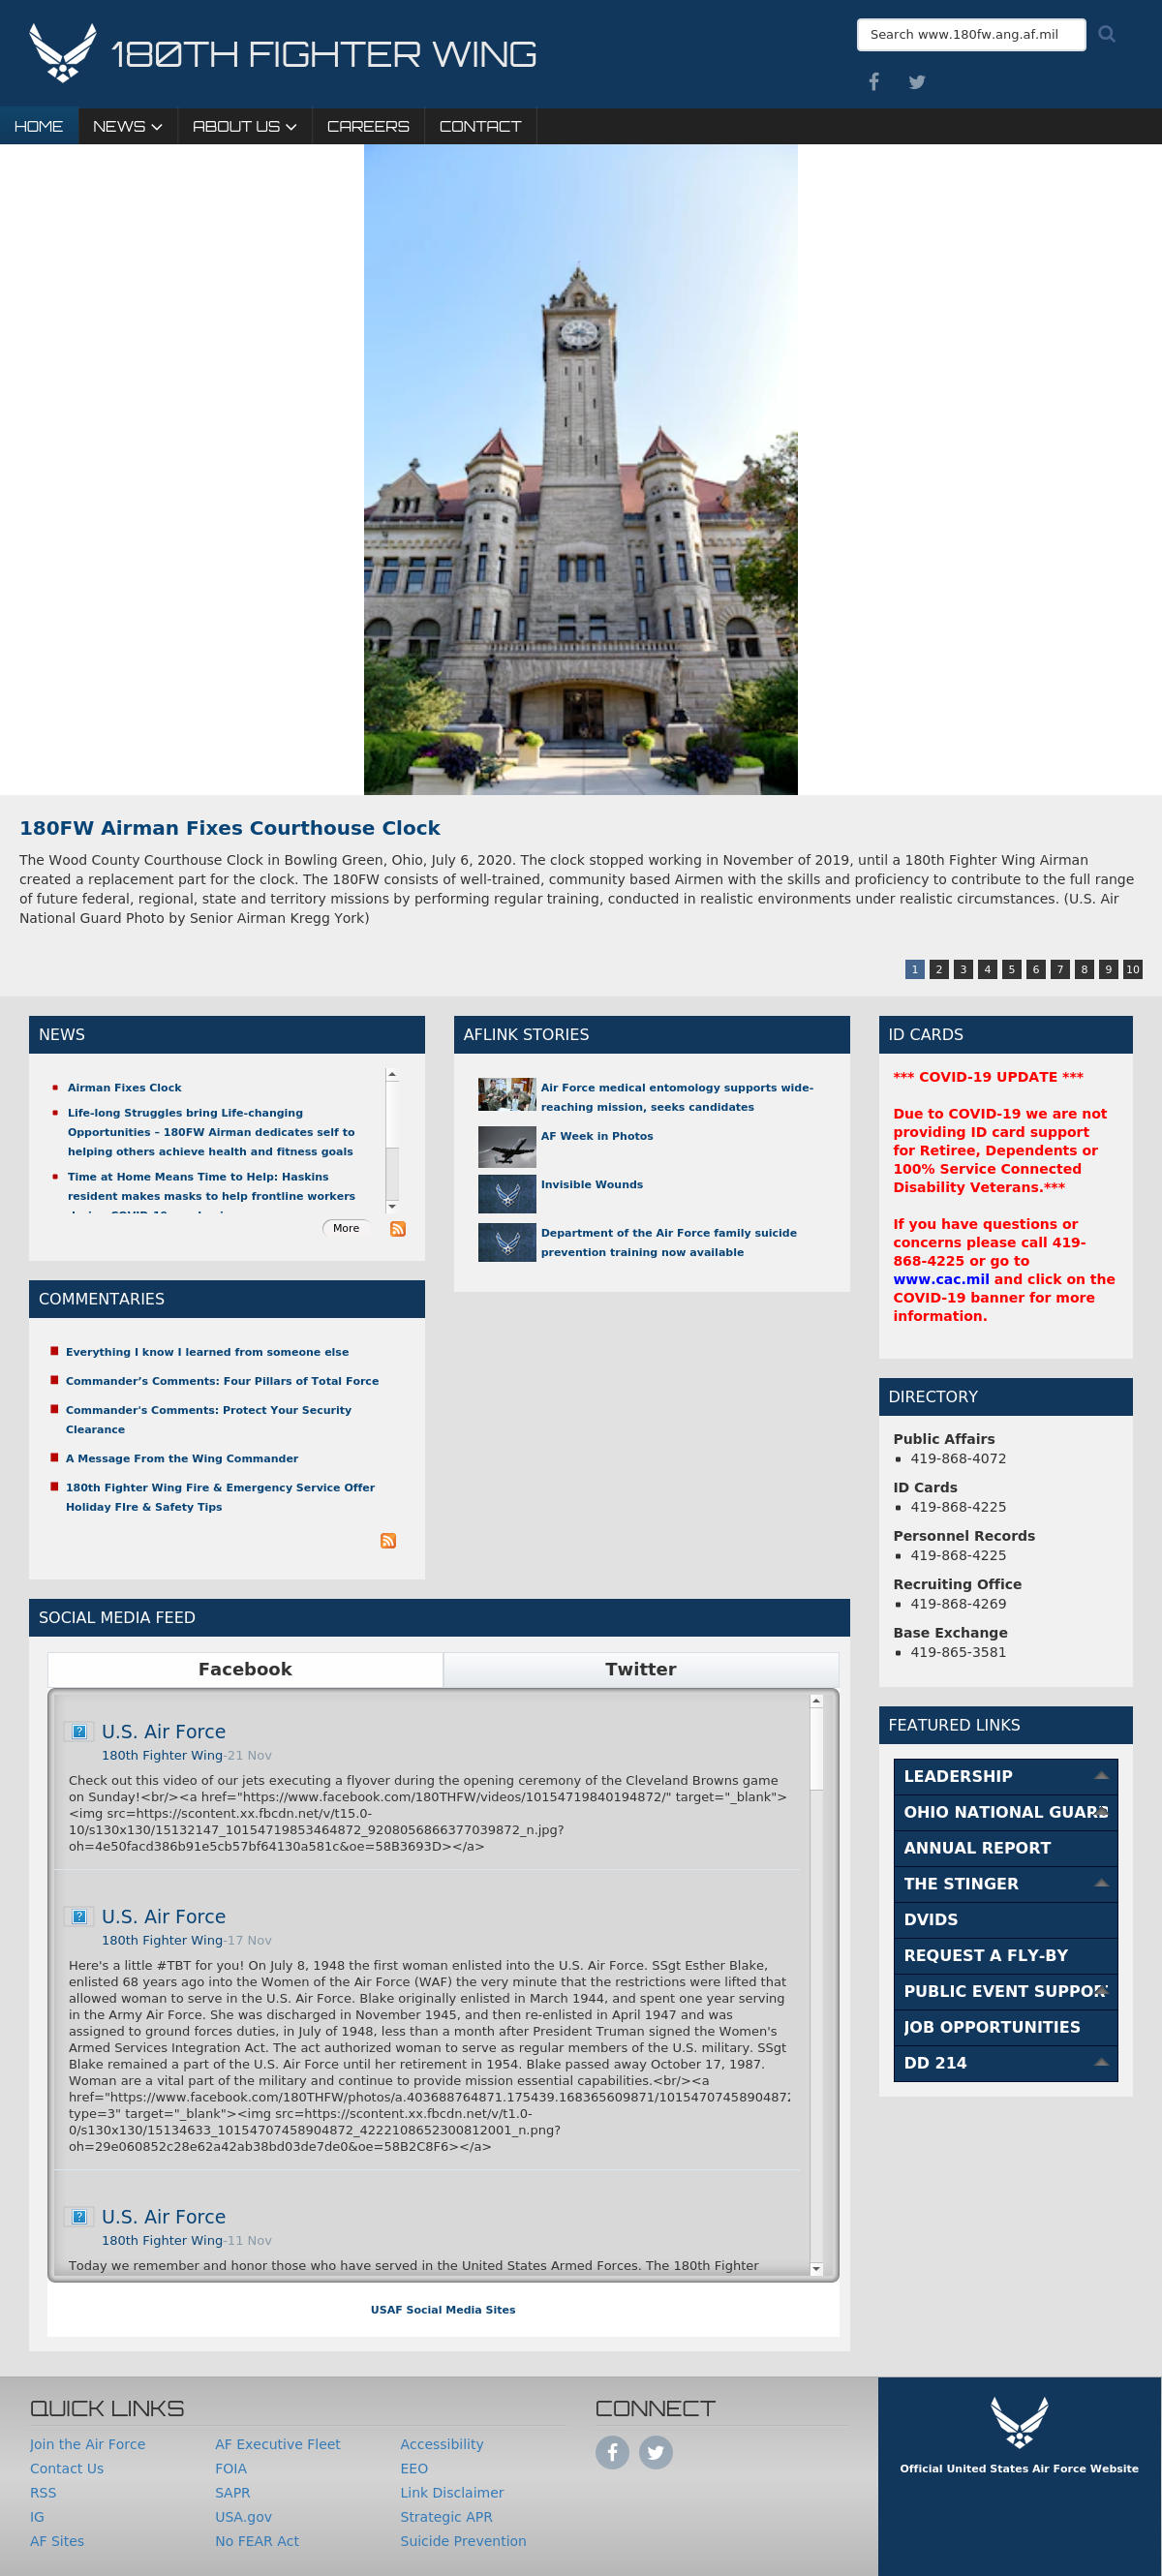 180TH FIGHTER WING
Search www.180fw.ang.af.mil
HOME
NEWS
ABOUT US
CAREERS
CONTACT
180FW Airman Fixes Courthouse Clock
The Wood County Courthouse Clock in Bowling Green, Ohio, July 6, 2020. The clock stopped working in November of 2019, until a 180th Fighter Wing Airman
created a replacement part for the clock. The 180FW consists of well-trained, community based Airmen with the skills and proficiency to contribute to the full range
of future federal, regional, state and territory missions by performing regular training, conducted in realistic environments under realistic circumstances. (U.S. Air
National Guard Photo by Senior Airman Kregg York)
1 2 3 4 5 6 7 8 9 10
NEWS
Airman Fixes Clock
Life-long Struggles bring Life-changing
Opportunities – 180FW Airman dedicates self to
helping others achieve health and fitness goals
Time at Home Means Time to Help: Haskins
resident makes masks to help frontline workers
More
COMMENTARIES
Everything I know I learned from someone else
Commander’s Comments: Four Pillars of Total Force
Commander's Comments: Protect Your Security
Clearance
A Message From the Wing Commander
180th Fighter Wing Fire & Emergency Service Offer
Holiday FIre & Safety Tips
AFLINK STORIES
Air Force medical entomology supports wide-
reaching mission, seeks candidates
AF Week in Photos
Invisible Wounds
Department of the Air Force family suicide
prevention training now available
SOCIAL MEDIA FEED
Facebook
Twitter
U.S. Air Force
180th Fighter Wing-21 Nov
Check out this video of our jets executing a flyover during the opening ceremony of the Cleveland Browns game
on Sunday!<br/><a href="https://www.facebook.com/180THFW/videos/10154719840194872/" target="_blank">
<img src=https://scontent.xx.fbcdn.net/v/t15.0-
10/s130x130/15132147_10154719853464872_9208056866377039872_n.jpg?
oh=4e50facd386b91e5cb57bf64130a581c&oe=58B3693D></a>
U.S. Air Force
180th Fighter Wing-17 Nov
Here's a little #TBT for you! On July 8, 1948 the first woman enlisted into the U.S. Air Force. SSgt Esther Blake,
enlisted 68 years ago into the Women of the Air Force (WAF) the very minute that the restrictions were lifted that
allowed woman to serve in the U.S. Air Force. Blake originally enlisted in March 1944, and spent one year serving
in the Army Air Force. She was discharged in November 1945, and then re-enlisted in April 1947 and was
assigned to ground forces duties, in July of 1948, less than a month after President Truman signed the Women's
Armed Services Integration Act. The act authorized woman to serve as regular members of the U.S. military. SSgt
Blake remained a part of the U.S. Air Force until her retirement in 1954. Blake passed away October 17, 1987.
Woman are a vital part of the military and continue to provide mission essential capabilities.<br/><a
href="https://www.facebook.com/180THFW/photos/a.403688764871.175439.168365609871/10154707458904872
type=3" target="_blank"><img src=https://scontent.xx.fbcdn.net/v/t1.0-
0/s130x130/15134633_10154707458904872_4222108652300812001_n.png?
oh=29e060852c28e62a42ab38bd03de7de0&oe=58B2C8F6></a>
U.S. Air Force
180th Fighter Wing-11 Nov
Today we remember and honor those who have served in the United States Armed Forces. The 180th Fighter
USAF Social Media Sites
ID CARDS
*** COVID-19 UPDATE ***
Due to COVID-19 we are not
providing ID card support
for Retiree, Dependents or
100% Service Connected
Disability Veterans.***
If you have questions or
concerns please call 419-
868-4225 or go to
www.cac.mil and click on the
COVID-19 banner for more
information.
DIRECTORY
Public Affairs
419-868-4072
ID Cards
419-868-4225
Personnel Records
419-868-4225
Recruiting Office
419-868-4269
Base Exchange
419-865-3581
FEATURED LINKS
LEADERSHIP
OHIO NATIONAL GUARD
ANNUAL REPORT
THE STINGER
DVIDS
REQUEST A FLY-BY
PUBLIC EVENT SUPPOR
JOB OPPORTUNITIES
DD 214
QUICK LINKS
Join the Air Force
Contact Us
RSS
IG
AF Sites
AF Executive Fleet
FOIA
SAPR
USA.gov
No FEAR Act
Accessibility
EEO
Link Disclaimer
Strategic APR
Suicide Prevention
CONNECT
Official United States Air Force Website